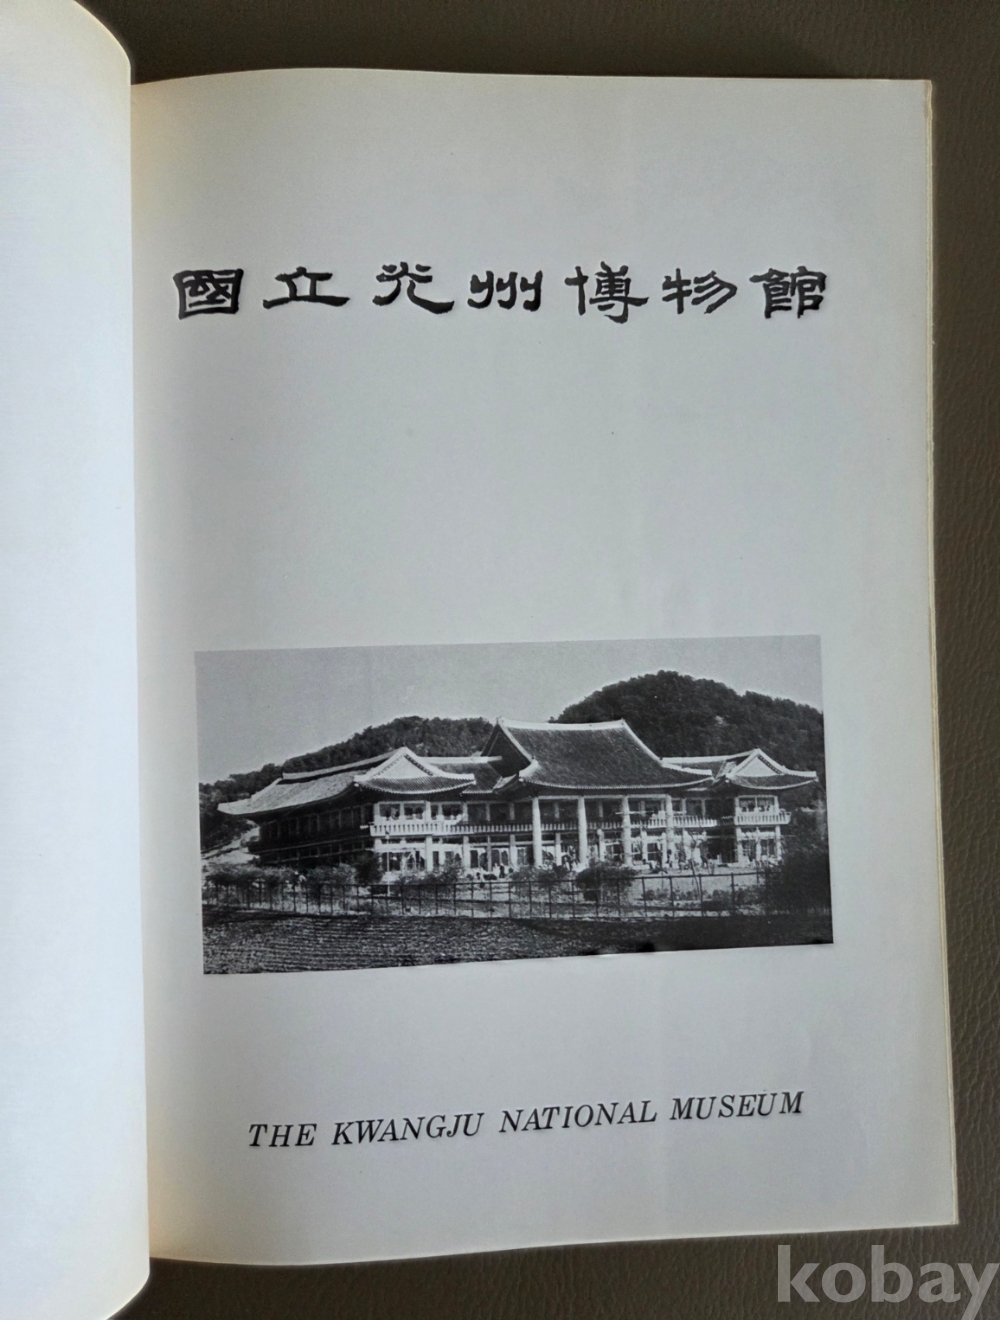 國立光州博物館
THE KWANGJU NATIONAL MUSEUM
kobay